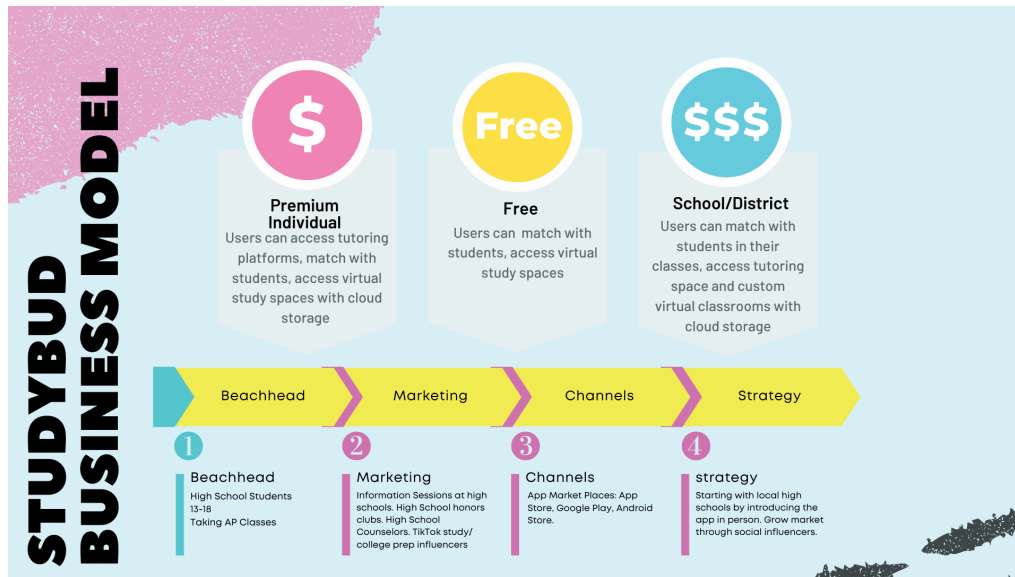 STUDYBUD
BUSINESS MODEL
$
Premium
Individual
Users can access tutoring
platforms, match with
students, access virtual
study spaces with cloud
storage
Free
Free
Users can match with
students, access virtual
study spaces
$$$
School/District
Users can match with
students in their
classes, access tutoring
space and custom
virtual classrooms with
cloud storage
Beachhead
Marketing
Channels
Strategy
1
Beachhead
High School Students
13-18
Taking AP Classes
2
Marketing
Information Sessions at high
schools. High School honors
clubs. High School
Counselors. TikTok study/
college prep influencers
3
Channels
App Market Places: App
Store, Google Play, Android
Store.
4
strategy
Starting with local high
schools by introducing the
app in person. Grow market
through social influencers.